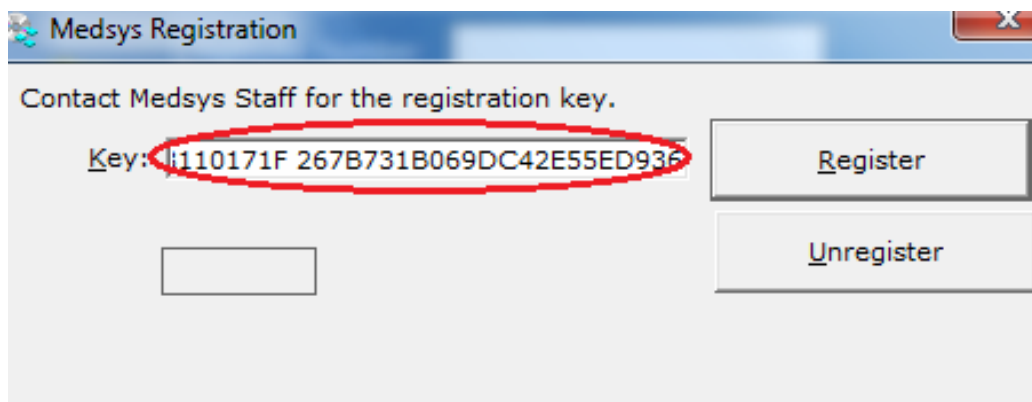 Medsys Registration
X
Contact Medsys Staff for the registration key.
Key: 110171F 267B731B069DC42E55ED936
Register
Unregister